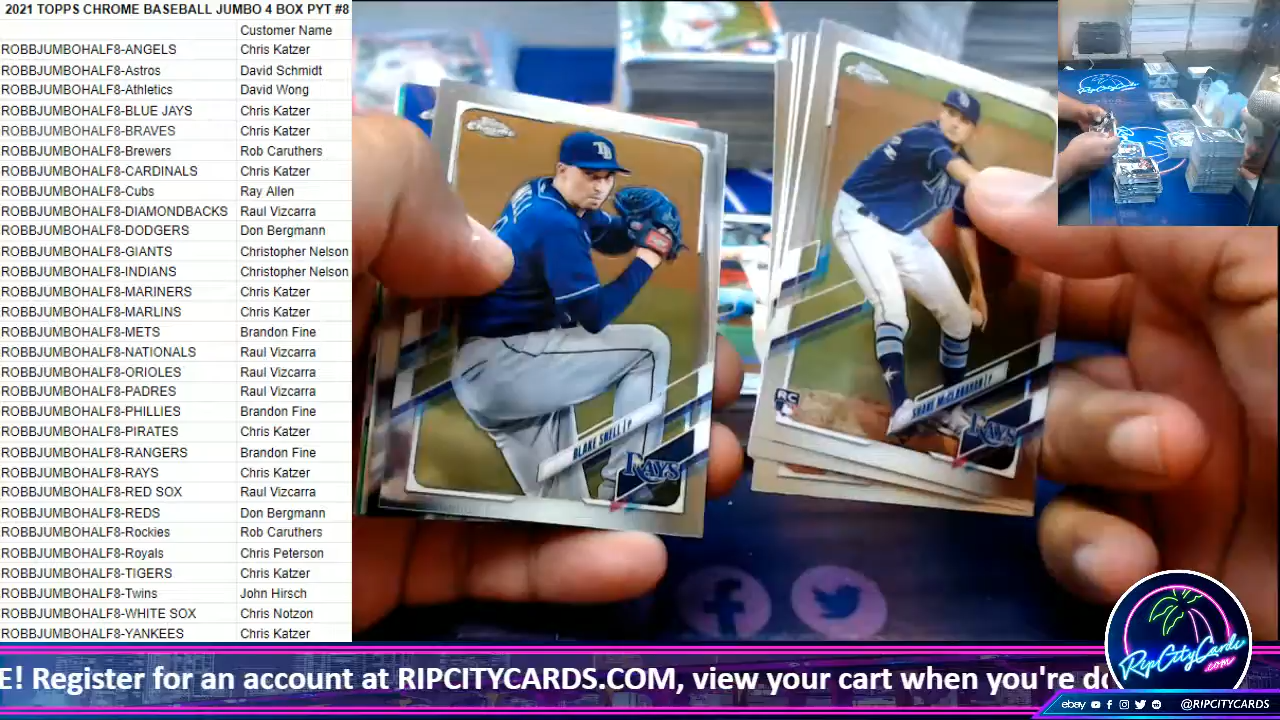 2021 TOPPS CHROME BASEBALL JUMBO 4 BOX PYT #8
Customer Name
ROBBJUMBOHALF8-ANGELS Chris Katzer
ROBBJUMBOHALF8-Astros David Schmidt
ROBBJUMBOHALF8-Athletics David Wong
ROBBJUMBOHALF8-BLUE JAYS Chris Katzer
ROBBJUMBOHALF8-BRAVES Chris Katzer
ROBBJUMBOHALF8-Brewers Rob Caruthers
ROBBJUMBOHALF8-CARDINALS Chris Katzer
ROBBJUMBOHALF8-Cubs Ray Allen
ROBBJUMBOHALF8-DIAMONDBACKS Raul Vizcarra
ROBBJUMBOHALF8-DODGERS Don Bergmann
ROBBJUMBOHALF8-GIANTS Christopher Nelson
ROBBJUMBOHALF8-INDIANS Christopher Nelson
ROBBJUMBOHALF8-MARINERS Chris Katzer
ROBBJUMBOHALF8-MARLINS Chris Katzer
ROBBJUMBOHALF8-METS Brandon Fine
ROBBJUMBOHALF8-NATIONALS Raul Vizcarra
ROBBJUMBOHALF8-ORIOLES Raul Vizcarra
ROBBJUMBOHALF8-PADRES Raul Vizcarra
ROBBJUMBOHALF8-PHILLIES Brandon Fine
ROBBJUMBOHALF8-PIRATES Chris Katzer
ROBBJUMBOHALF8-RANGERS Brandon Fine
ROBBJUMBOHALF8-RAYS Chris Katzer
ROBBJUMBOHALF8-RED SOX Raul Vizcarra
ROBBJUMBOHALF8-REDS Don Bergmann
ROBBJUMBOHALF8-Rockies Rob Caruthers
ROBBJUMBOHALF8-Royals Chris Peterson
ROBBJUMBOHALF8-TIGERS Chris Katzer
ROBBJUMBOHALF8-Twins John Hirsch
ROBBJUMBOHALF8-WHITE SOX Chris Notzon
ROBBJUMBOHALF8-YANKEES Chris Katzer
TB
BLAKE SNELL | P
RAYS
RC
SHANE McCLANAHAN | P
RAYS
E! Register for an account at RIPCITYCARDS.COM, view your cart when you're do
RipCityCards
.com
ebay
@RIPCITYCARDS